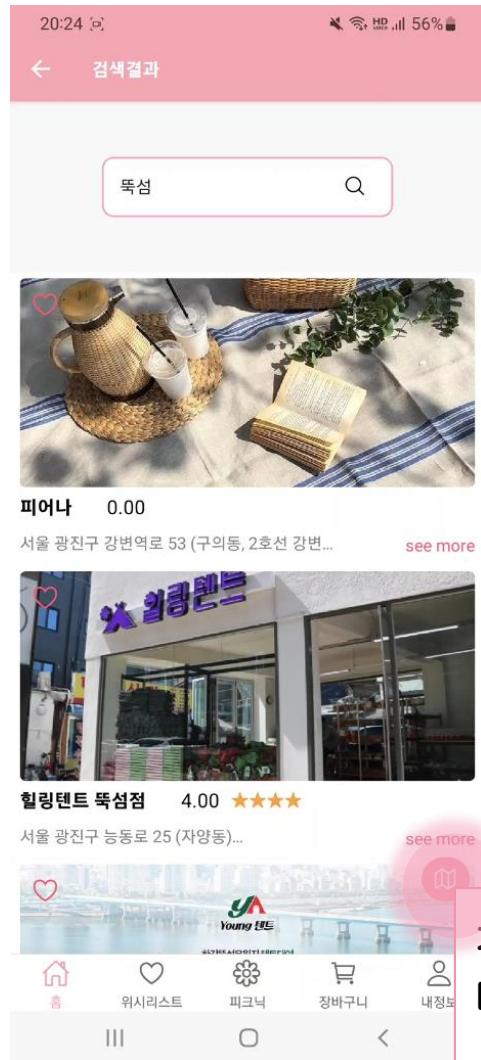 20:24
56%
검색결과
뚝섬
피어나 0.00
서울 광진구 강변역로 53 (구의동, 2호선 강변...
see more
힐링텐트
힐링텐트 뚝섬점 4.00 ★★★★
서울 광진구 능동로 25 (자양동)...
see more
YA
Young 텐트
홈
위시리스트
피크닉
장바구니